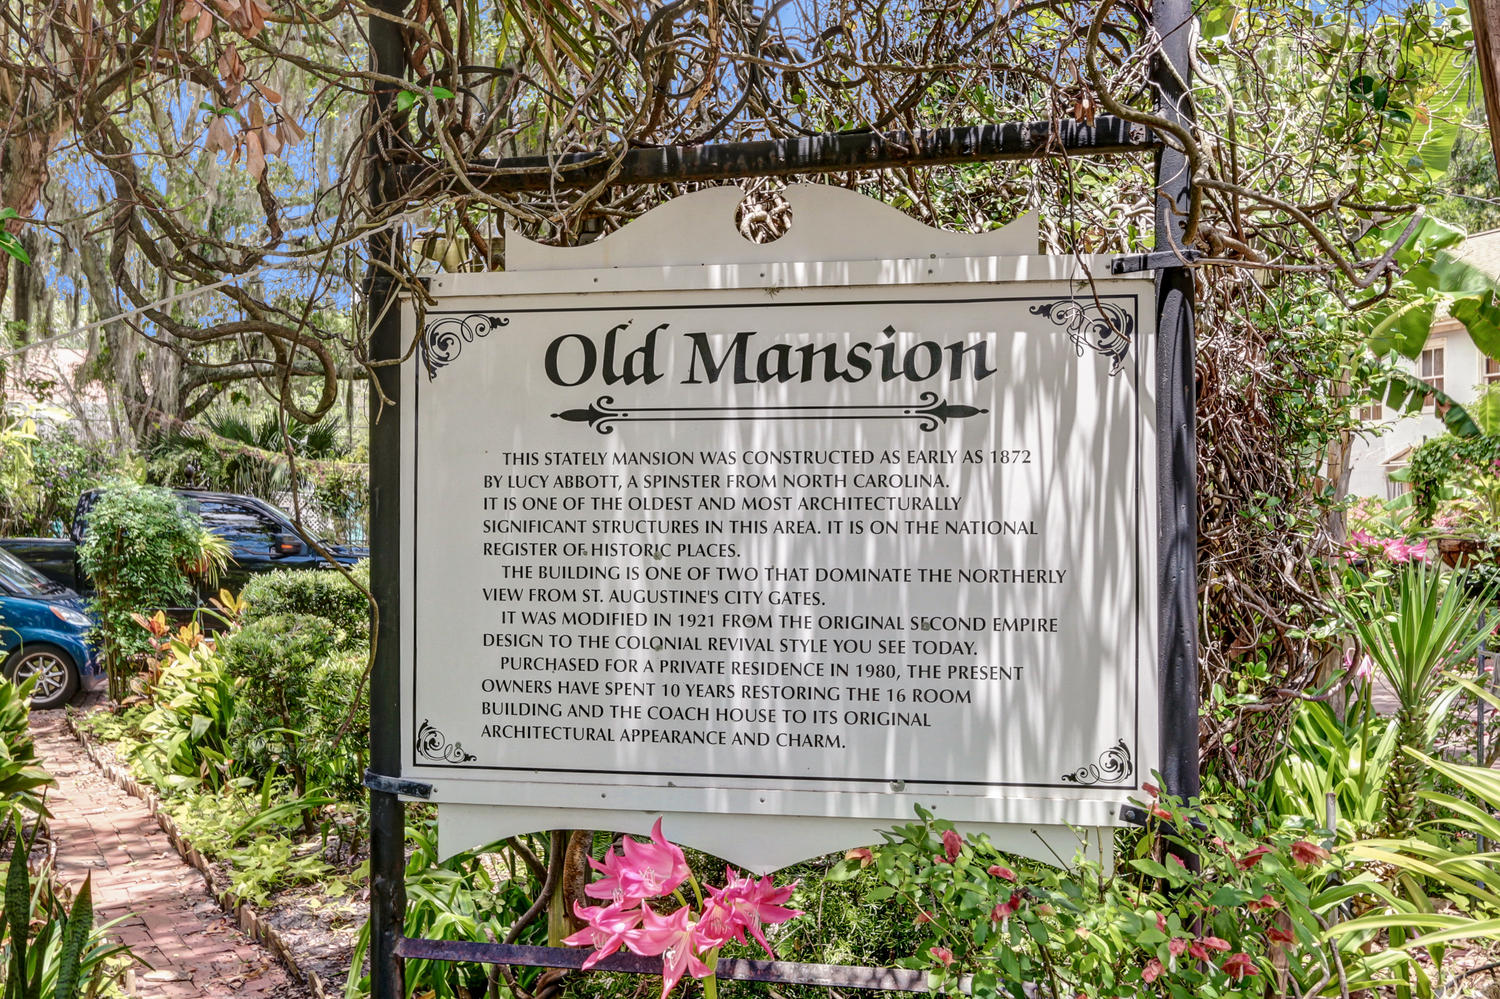 Old Mansion
THIS STATELY MANSION WAS CONSTRUCTED AS EARLY AS 1872
BY LUCY ABBOTT, A SPINSTER FROM NORTH CAROLINA.
IT IS ONE OF THE OLDEST AND MOST ARCHITECTURALLY
SIGNIFICANT STRUCTURES IN THIS AREA. IT IS ON THE NATIONAL
REGISTER OF HISTORIC PLACES.
THE BUILDING IS ONE OF TWO THAT DOMINATE THE NORTHERLY
VIEW FROM ST. AUGUSTINE'S CITY GATES.
IT WAS MODIFIED IN 1921 FROM THE ORIGINAL SECOND EMPIRE
DESIGN TO THE COLONIAL REVIVAL STYLE YOU SEE TODAY.
PURCHASED FOR A PRIVATE RESIDENCE IN 1980, THE PRESENT
OWNERS HAVE SPENT 10 YEARS RESTORING THE 16 ROOM
BUILDING AND THE COACH HOUSE TO ITS ORIGINAL
ARCHITECTURAL APPEARANCE AND CHARM.